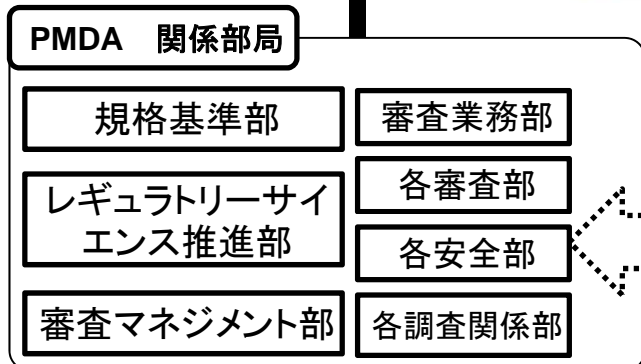 PMDA　関係部局
規格基準部
審査業務部
レギュラトリーサイ
エンス推進部
各審査部
各安全部
審査マネジメント部
各調査関係部